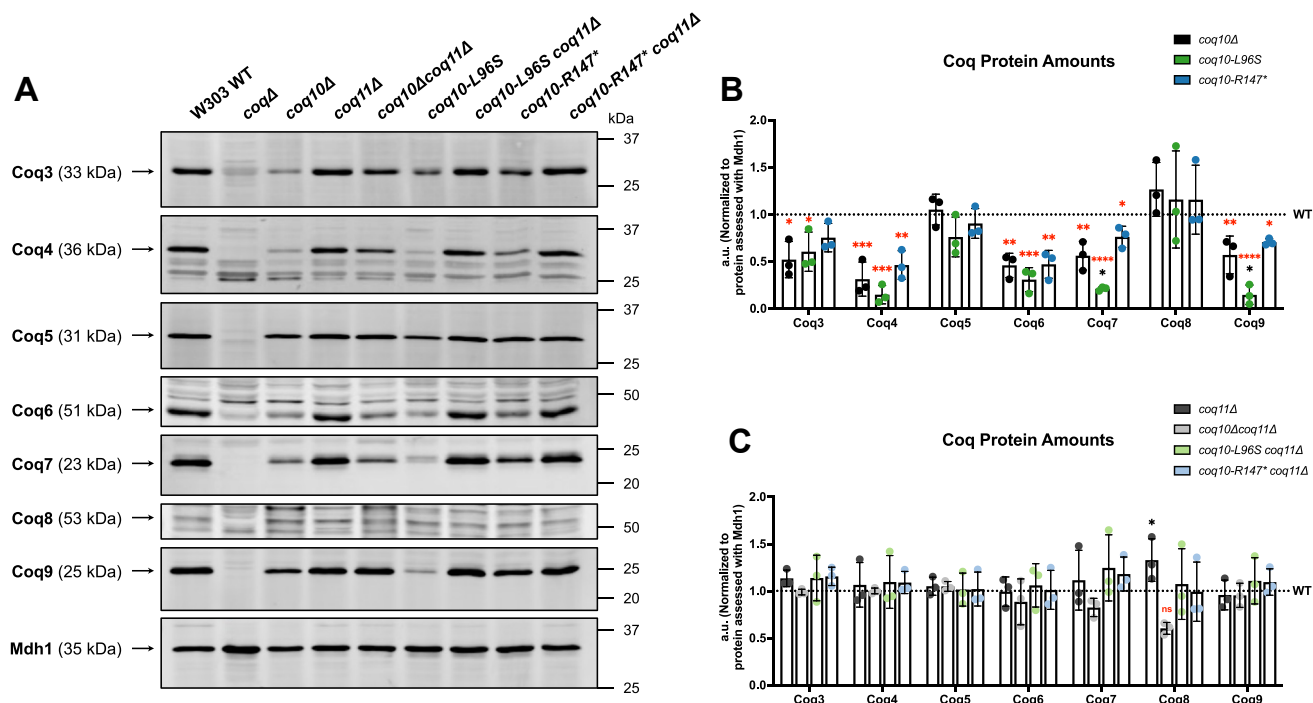 A
W303 WT
coqΔ
coq10Δ
coq11Δ
coq10Δcoq11Δ
coq10-L96S
coq10-L96S coq11Δ
coq10-R147*
coq10-R147* coq11Δ
kDa
Coq3 (33 kDa)
37
25
Coq4 (36 kDa)
37
25
Coq5 (31 kDa)
37
25
Coq6 (51 kDa)
50
Coq7 (23 kDa)
25
20
Coq8 (53 kDa)
50
Coq9 (25 kDa)
25
20
Mdh1 (35 kDa)
37
25
B
Coq Protein Amounts
coq10Δ
coq10-L96S
coq10-R147*
a.u. (Normalized to
protein assessed with Mdh1)
2.0
1.5
1.0
0.5
0.0
WT
* *
*** *** **
** *** **
** **** * *
** **** * *
Coq3 Coq4 Coq5 Coq6 Coq7 Coq8 Coq9
C
Coq Protein Amounts
coq11Δ
coq10Δcoq11Δ
coq10-L96S coq11Δ
coq10-R147* coq11Δ
a.u. (Normalized to
protein assessed with Mdh1)
2.0
1.5
1.0
0.5
0.0
WT
*
ns
Coq3 Coq4 Coq5 Coq6 Coq7 Coq8 Coq9